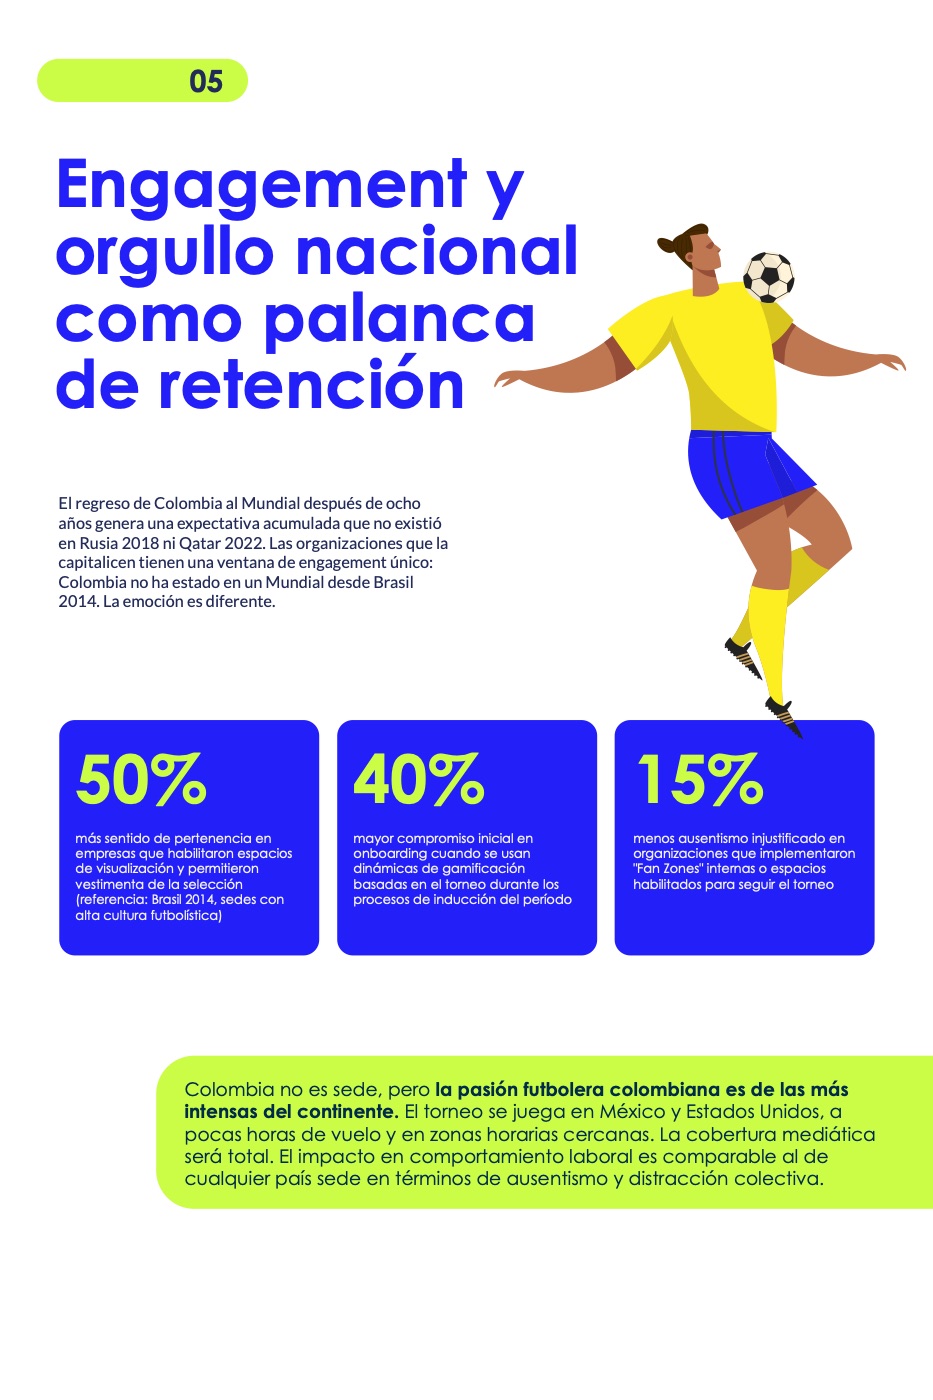 05
Engagement y
orgullo nacional
como palanca
de retención
El regreso de Colombia al Mundial después de ocho
años genera una expectativa acumulada que no existió
en Rusia 2018 ni Qatar 2022. Las organizaciones que la
capitalicen tienen una ventana de engagement único:
Colombia no ha estado en un Mundial desde Brasil
2014. La emoción es diferente.
50%
más sentido de pertenencia en
empresas que habilitaron espacios
de visualización y permitieron
vestimenta de la selección
(referencia: Brasil 2014, sedes con
alta cultura futbolística)
40%
mayor compromiso inicial en
onboarding cuando se usan
dinámicas de gamificación
basadas en el torneo durante los
procesos de inducción del período
15%
menos ausentismo injustificado en
organizaciones que implementaron
"Fan Zones" internas o espacios
habilitados para seguir el torneo
Colombia no es sede, pero la pasión futbolera colombiana es de las más
intensas del continente. El torneo se juega en México y Estados Unidos, a
pocas horas de vuelo y en zonas horarias cercanas. La cobertura mediática
será total. El impacto en comportamiento laboral es comparable al de
cualquier país sede en términos de ausentismo y distracción colectiva.